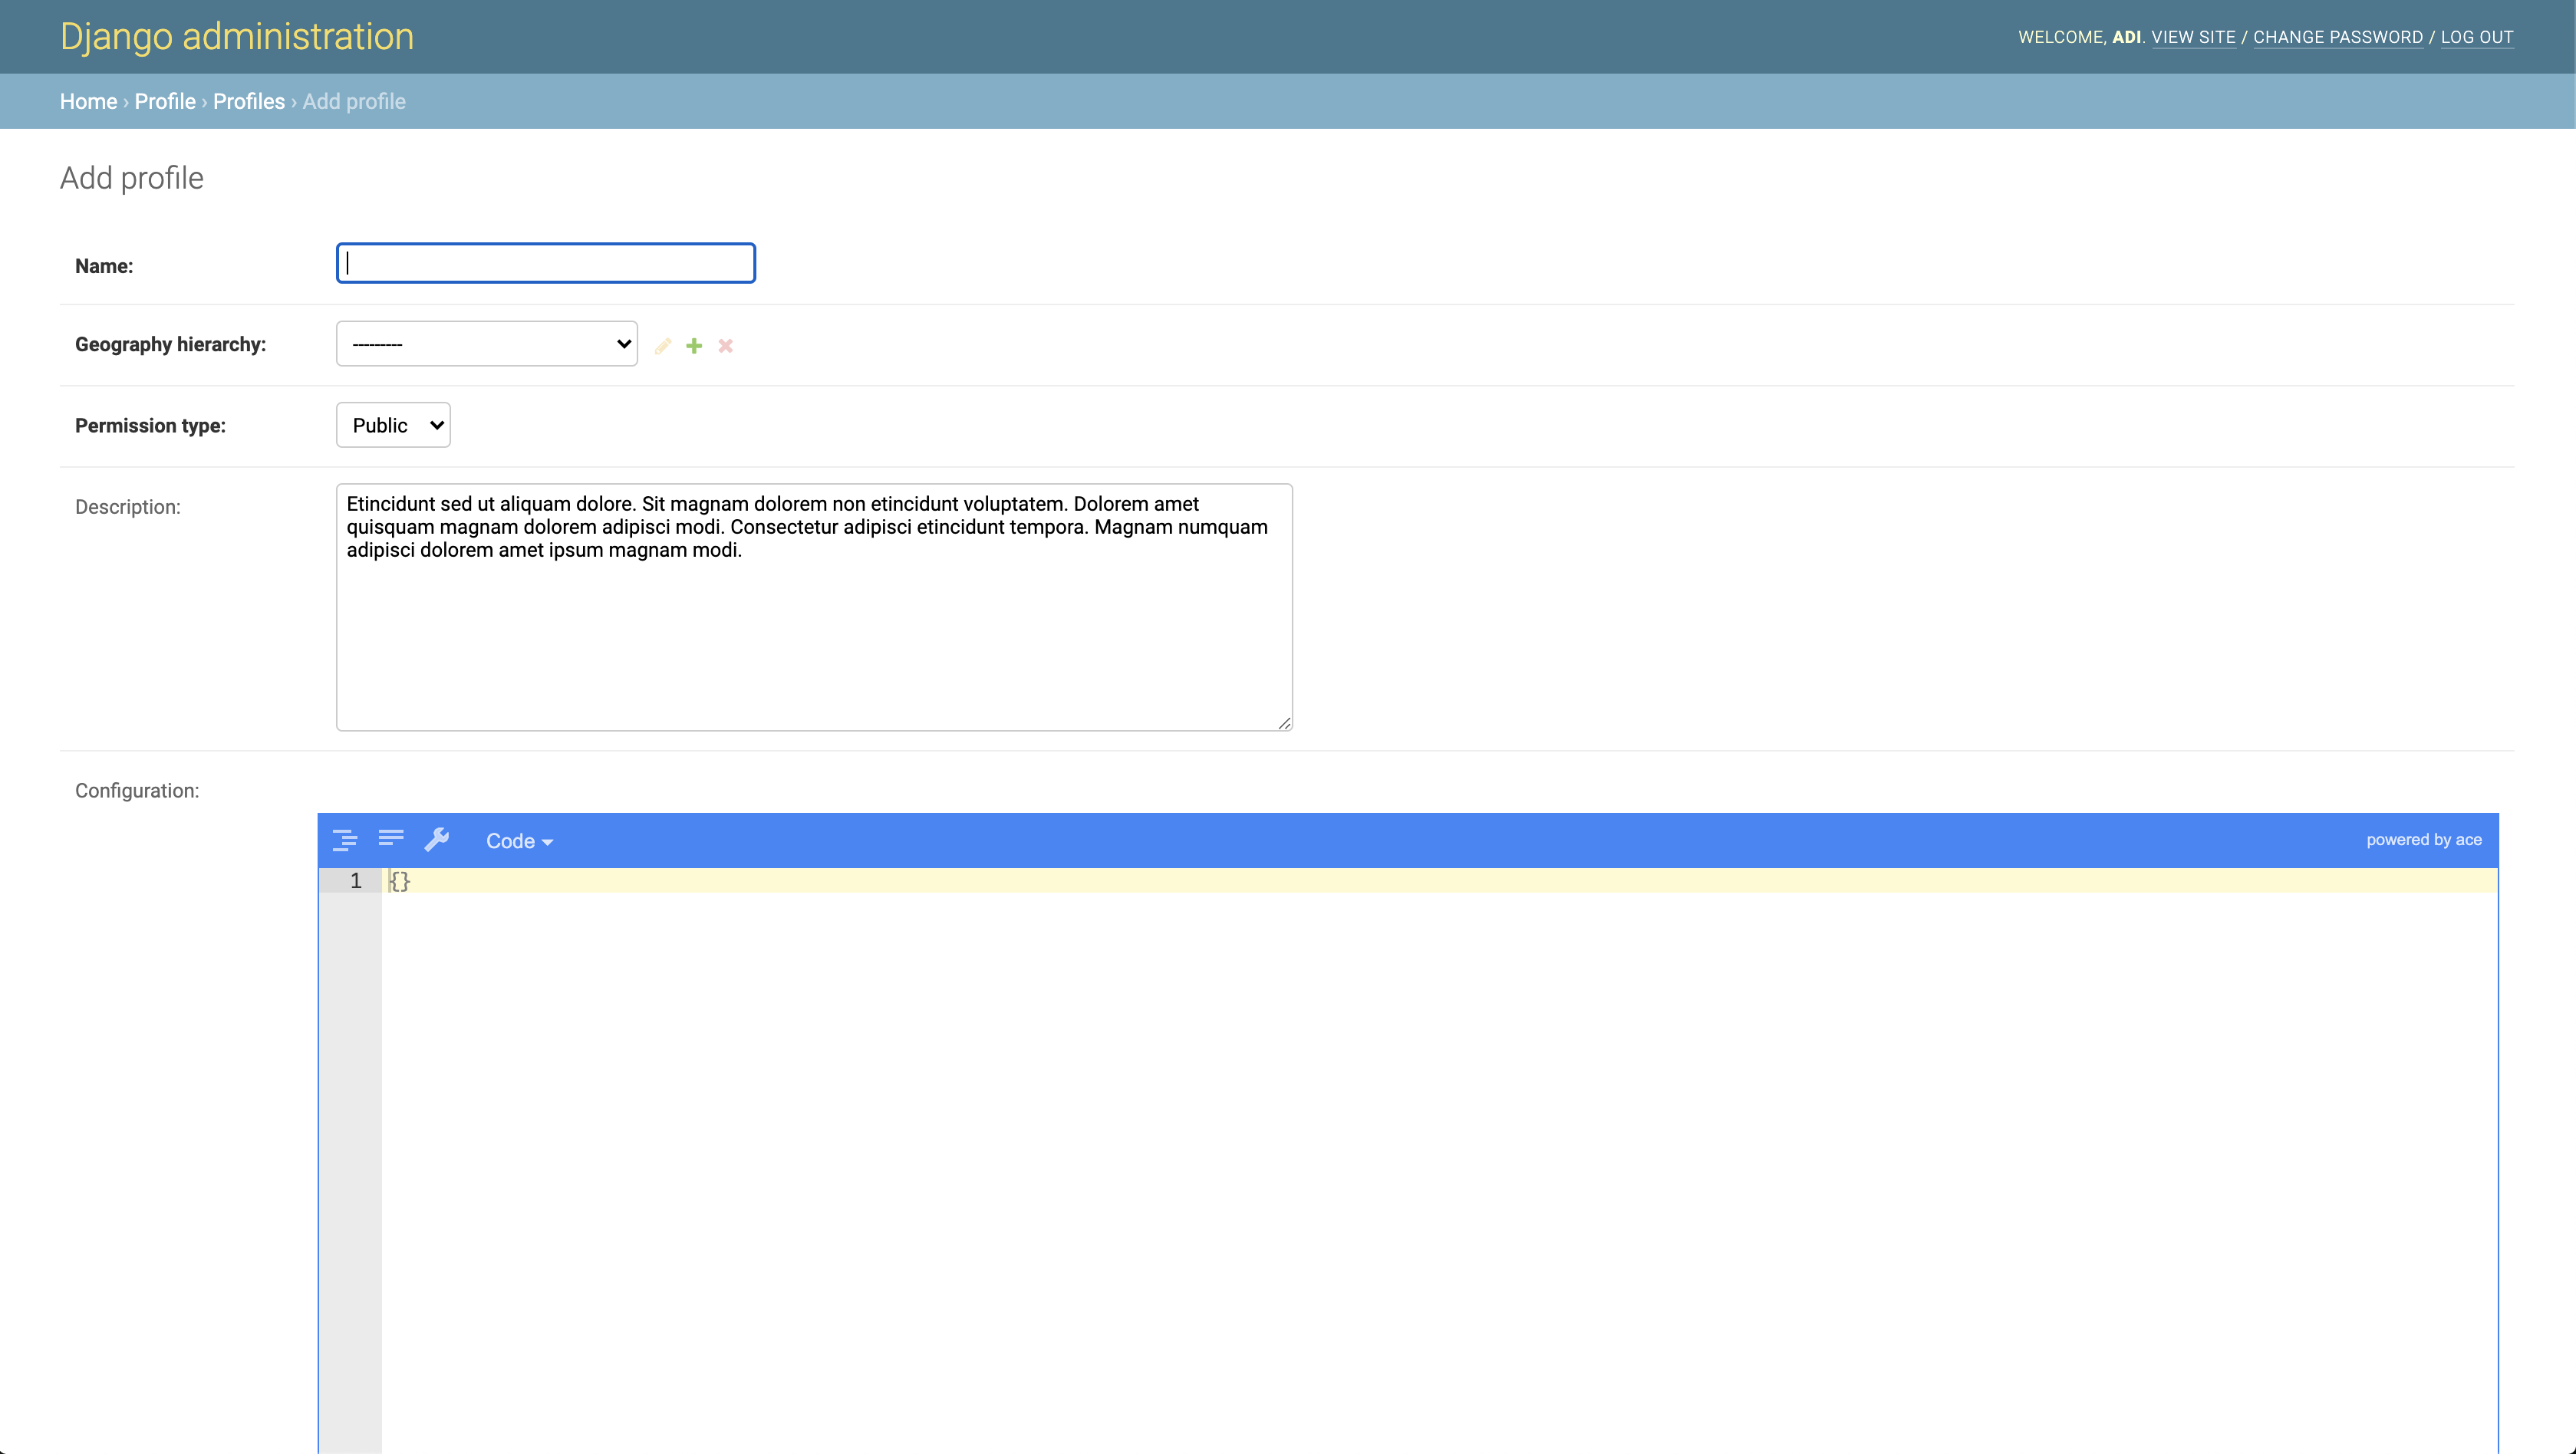 Django administration
WELCOME, ADI. VIEW SITE / CHANGE PASSWORD / LOG OUT
Home › Profile › Profiles › Add profile
Add profile
Name:
Geography hierarchy:
---------
Permission type:
Public
Description:
Etincidunt sed ut aliquam dolore. Sit magnam dolorem non etincidunt voluptatem. Dolorem amet
quisquam magnam dolorem adipisci modi. Consectetur adipisci etincidunt tempora. Magnam numquam
adipisci dolorem amet ipsum magnam modi.
Configuration:
Code
powered by ace
1 {}